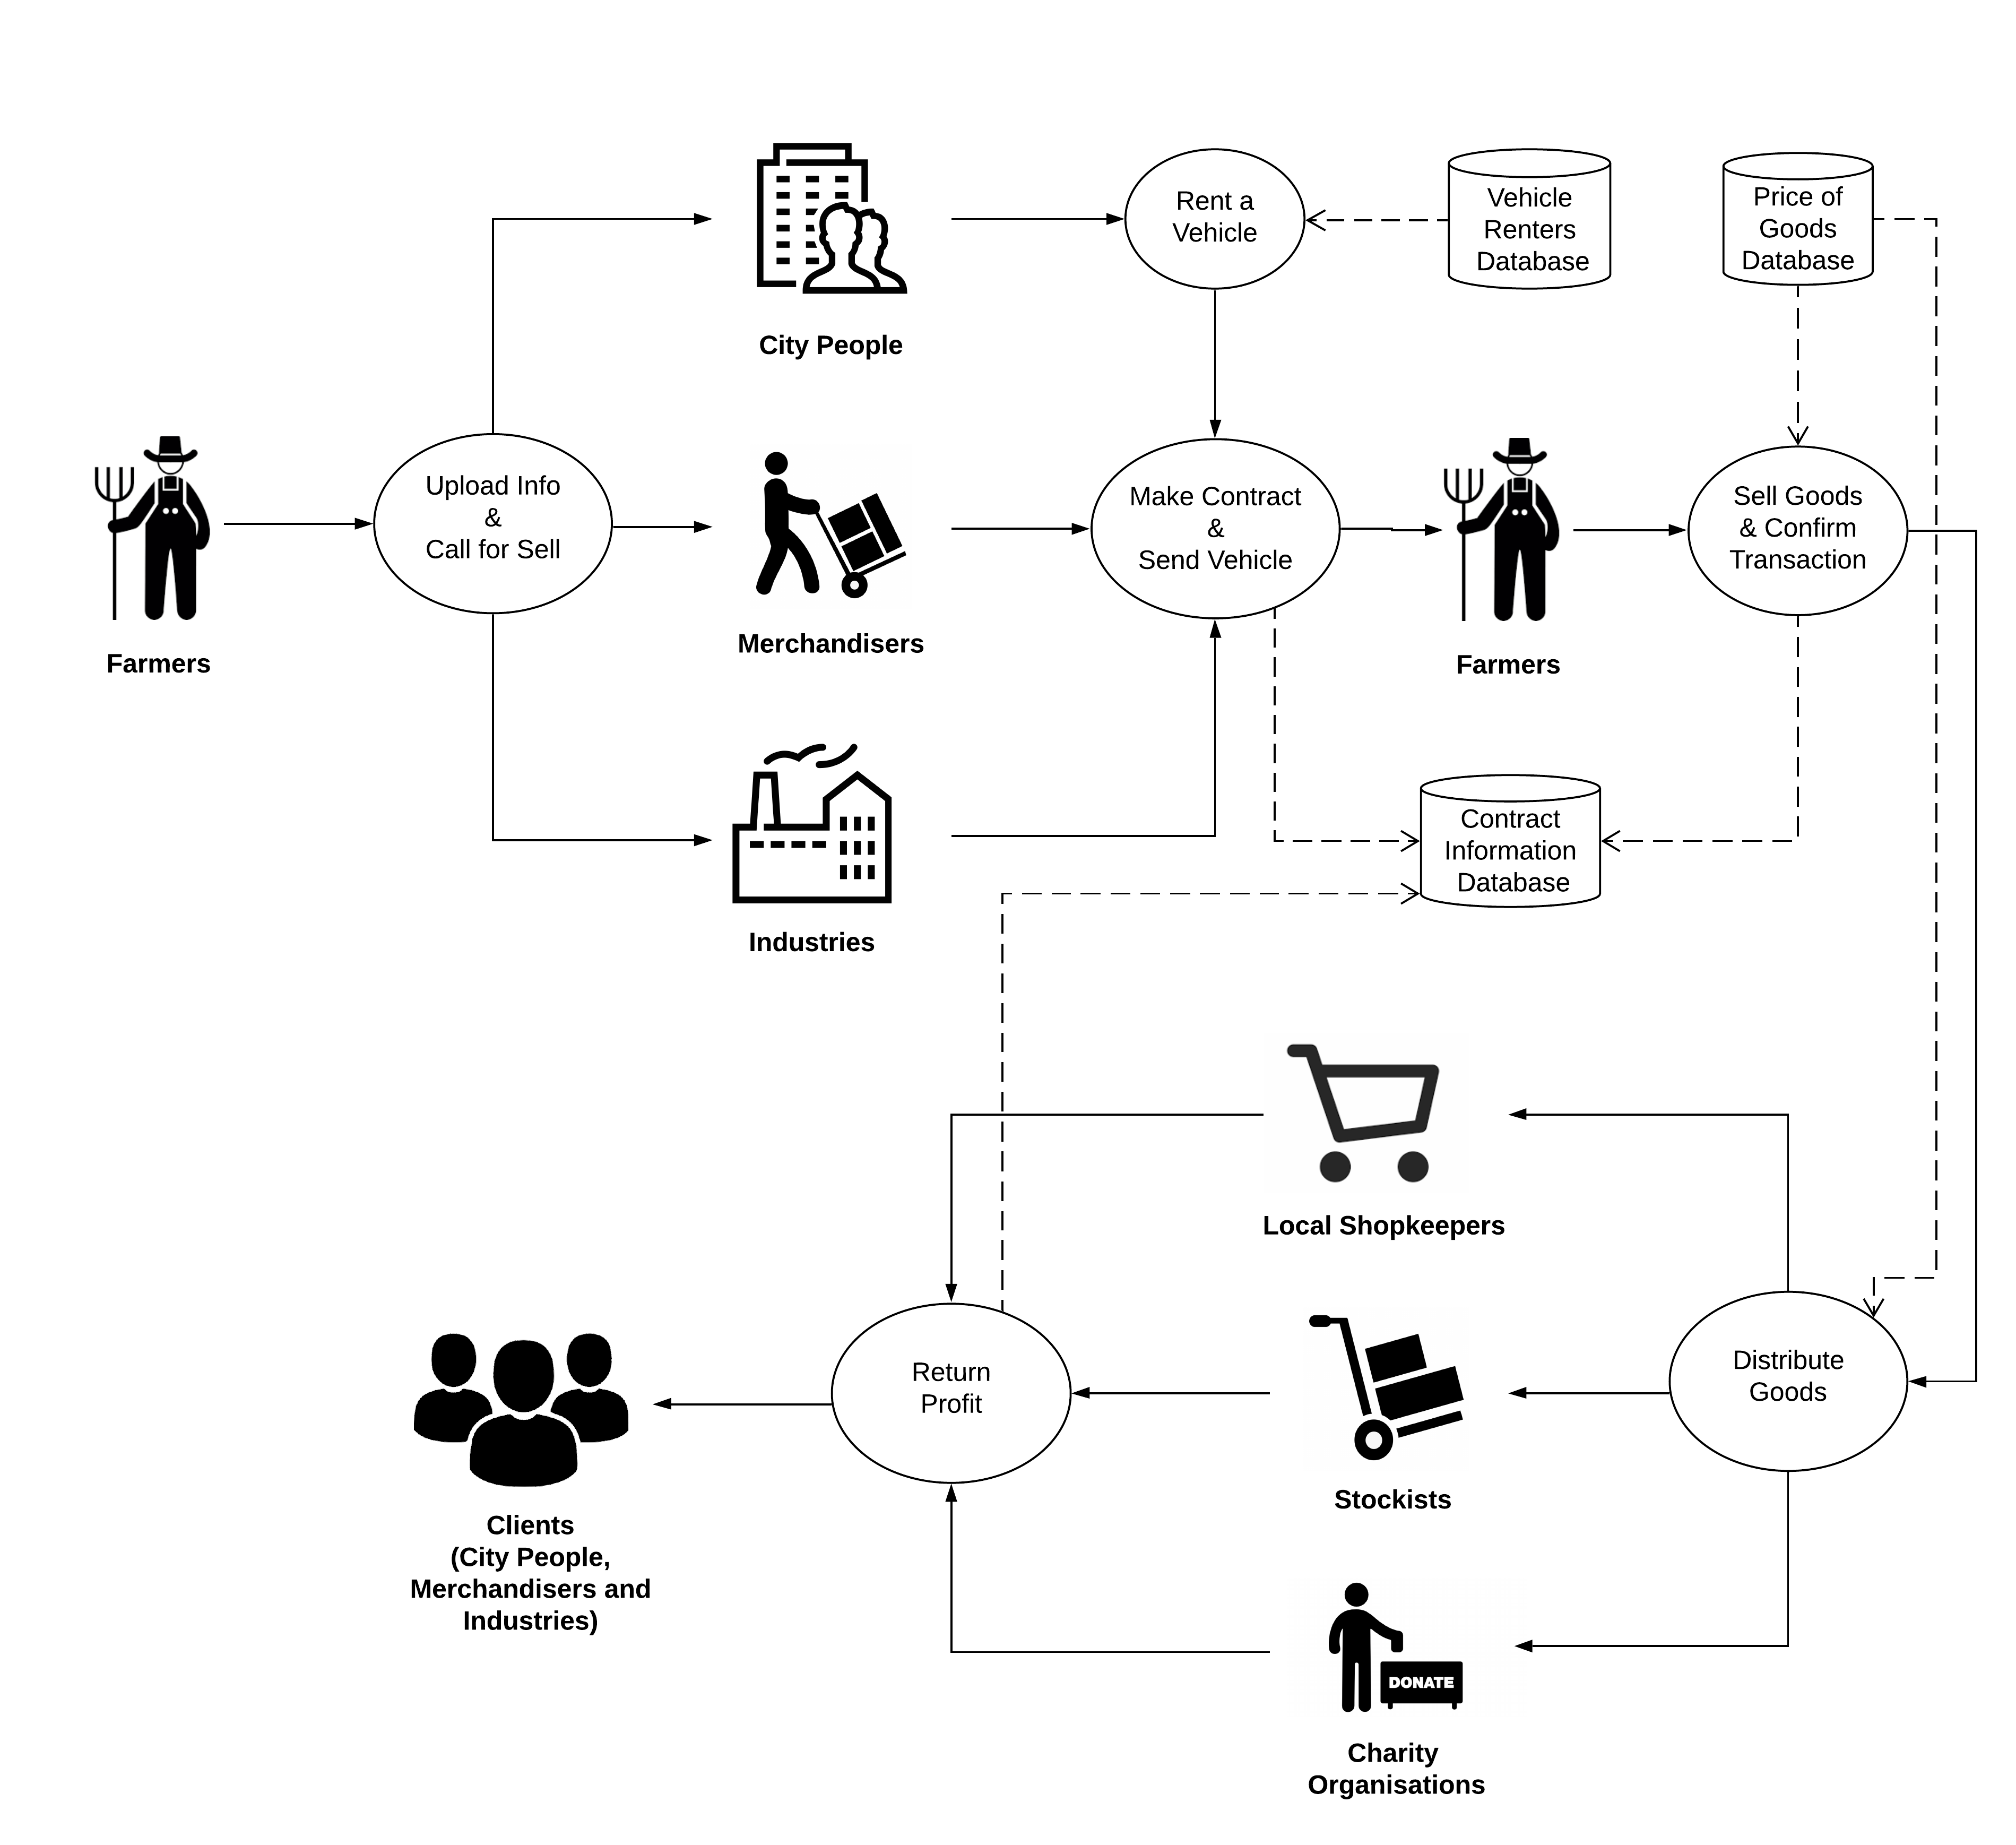 Rent a
Vehicle
Vehicle
Renters
Database
Price of
Goods
Database
City People
Upload Info
&
Call for Sell
Make Contract
&
Send Vehicle
Sell Goods
& Confirm
Transaction
Farmers
Merchandisers
Farmers
Contract
Information
Database
Industries
Local Shopkeepers
Return
Profit
Distribute
Goods
Stockists
Clients
(City People,
Merchandisers and
Industries)
DONATE
Charity
Organisations